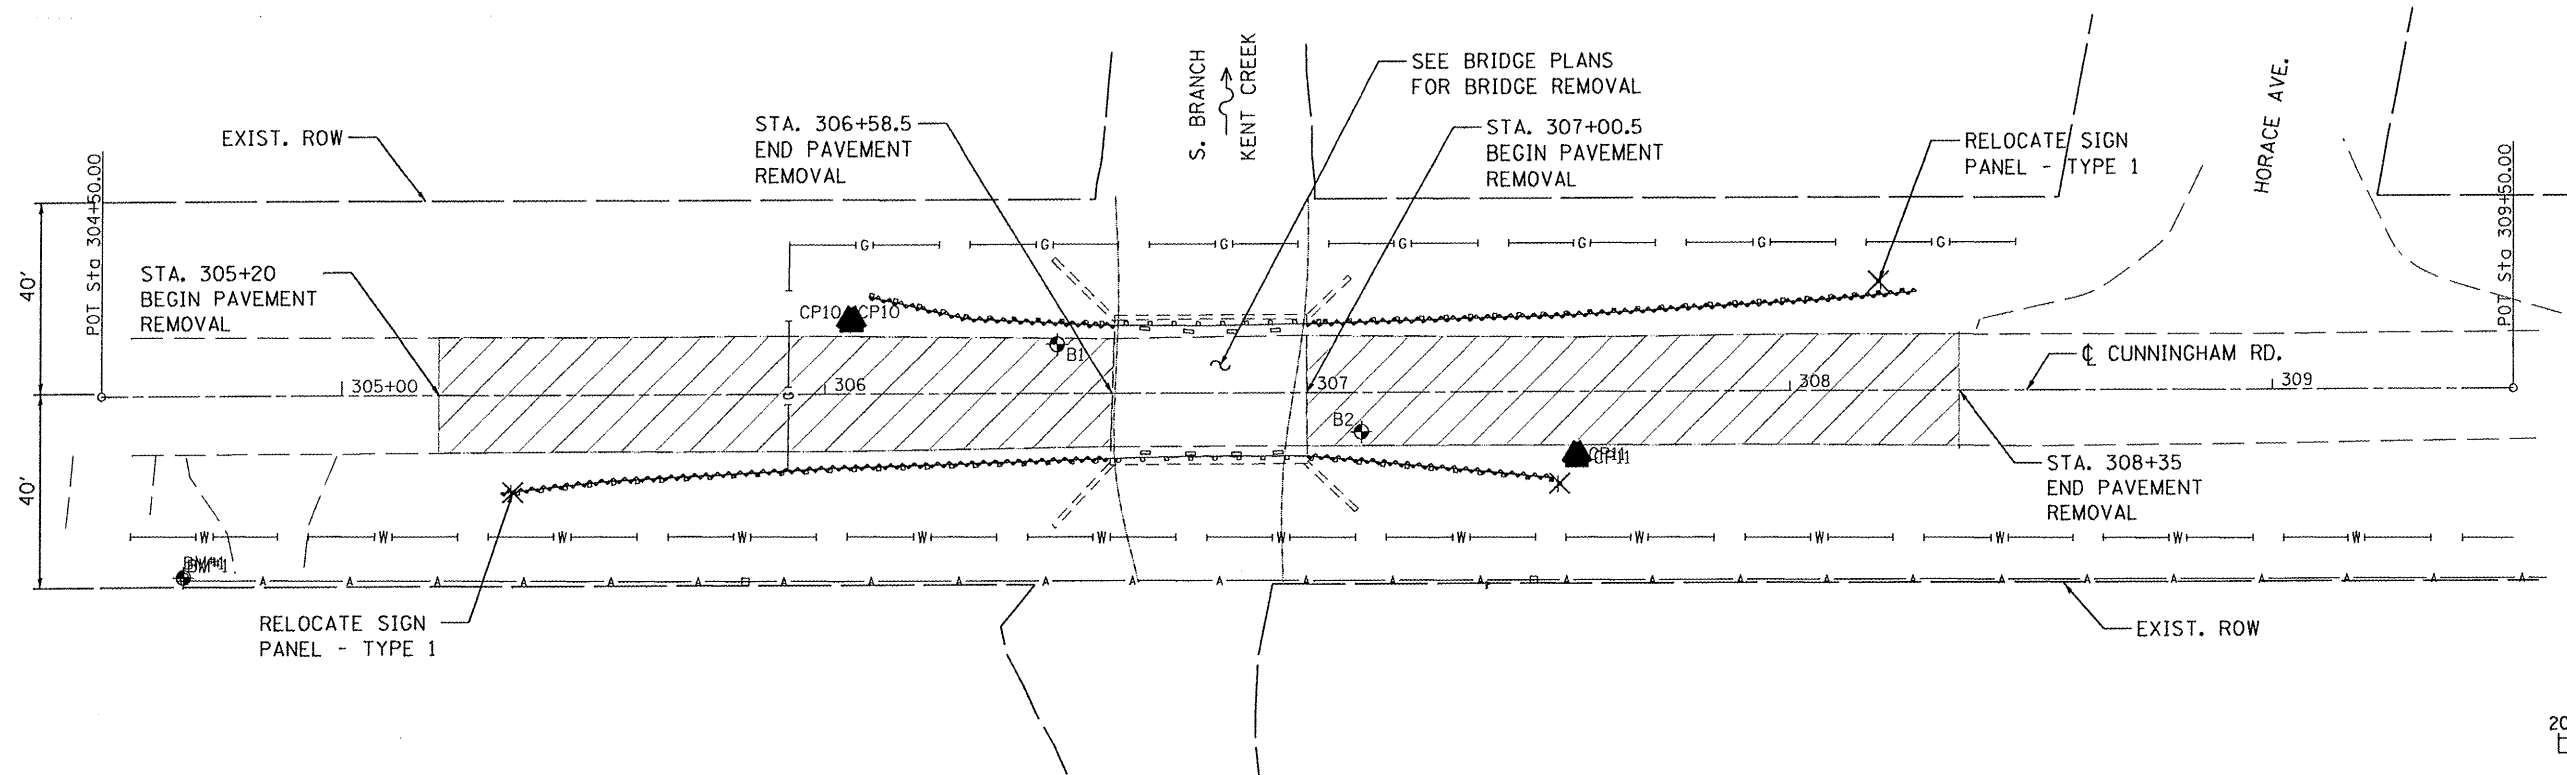 S. BRANCH
KENT CREEK
SEE BRIDGE PLANS
FOR BRIDGE REMOVAL
HORACE AVE.
EXIST. ROW
STA. 306+58.5
END PAVEMENT
REMOVAL
STA. 307+00.5
BEGIN PAVEMENT
REMOVAL
RELOCATE SIGN
PANEL - TYPE 1
POT Sta 304+50.00
POT Sta 309+50.00
40'
G G G G G G G
STA. 305+20
BEGIN PAVEMENT
REMOVAL
CP10 CP10
B1
℄ CUNNINGHAM RD.
305+00
306
307
308
309
G
B2
CP11
CP11
40'
STA. 308+35
END PAVEMENT
REMOVAL
W W W W W W W W W W W W W
BM#1
A A A A A A A A A A A A A A A A A A A A A A A A A A A
RELOCATE SIGN
PANEL - TYPE 1
EXIST. ROW
20